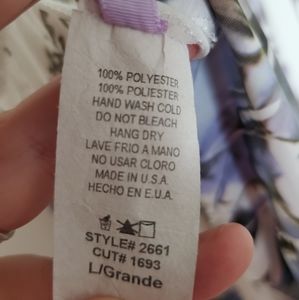 100% POLYESTER
100% POLIESTER
HAND WASH COLD
DO NOT BLEACH
HANG DRY
LAVE FRIO A MANO
NO USAR CLORO
MADE IN U.S.A.
HECHO EN E.U.A.
STYLE# 2661
CUT# 1693
L/Grande